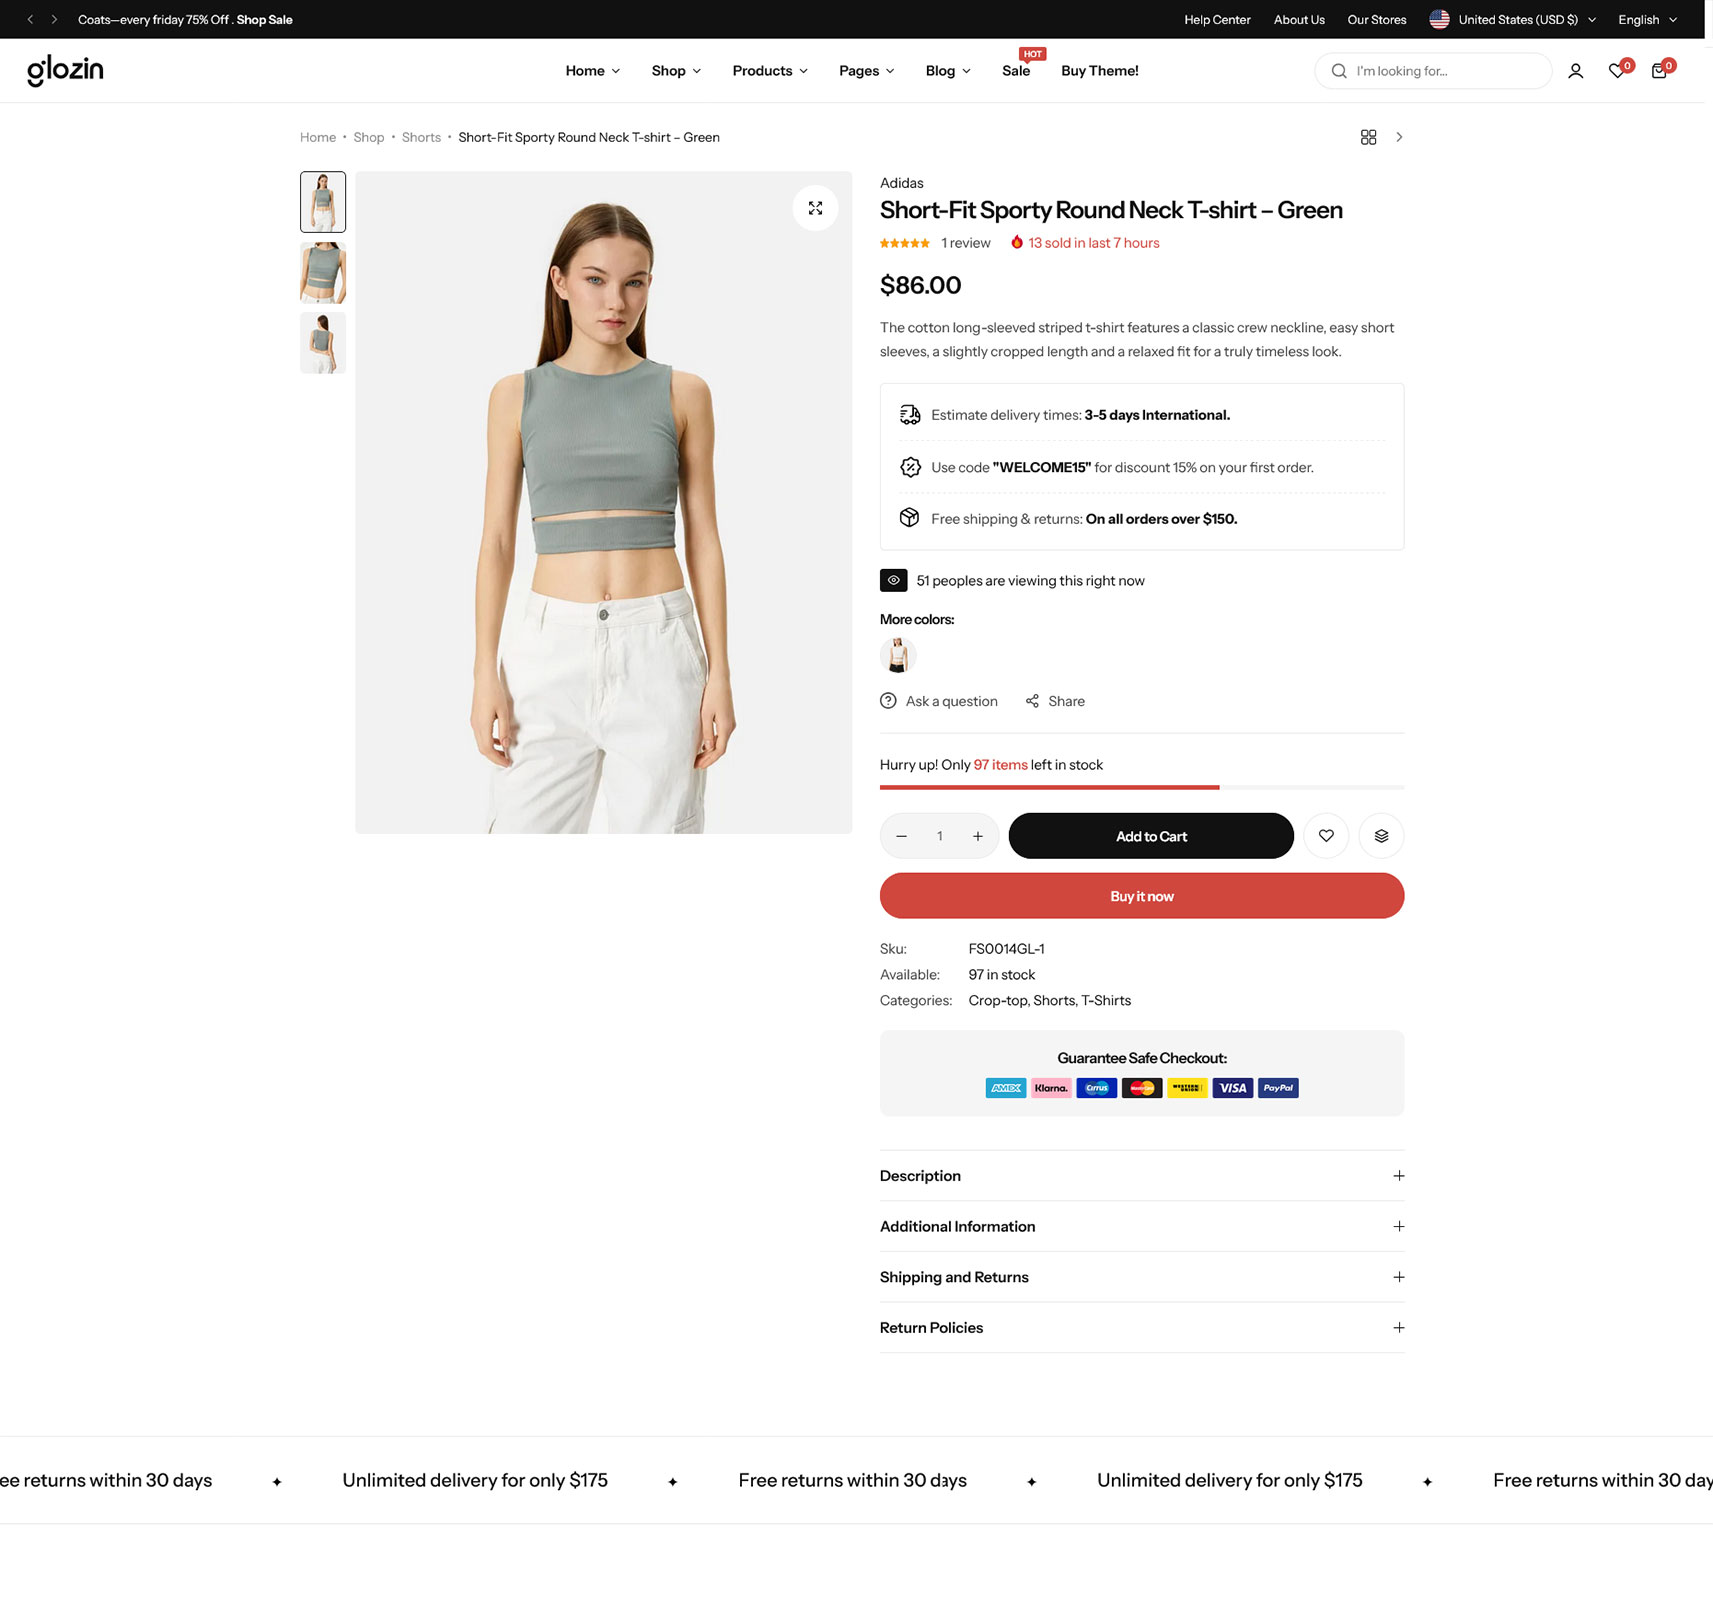 Coats—every friday 75% Off . Shop Sale
Help Center About Us Our Stores United States (USD $) English
glozin
Home Shop Products Pages Blog Sale HOT Buy Theme!
I'm looking for...
0 0
Home • Shop • Shorts • Short-Fit Sporty Round Neck T-shirt – Green
Adidas
Short-Fit Sporty Round Neck T-shirt – Green
1 review 13 sold in last 7 hours
$86.00
The cotton long-sleeved striped t-shirt features a classic crew neckline, easy short
sleeves, a slightly cropped length and a relaxed fit for a truly timeless look.
Estimate delivery times: 3-5 days International.
Use code "WELCOME15" for discount 15% on your first order.
Free shipping & returns: On all orders over $150.
51 peoples are viewing this right now
More colors:
Ask a question Share
Hurry up! Only 97 items left in stock
1 Add to Cart
Buy it now
Sku: FS0014GL-1
Available: 97 in stock
Categories: Crop-top, Shorts, T-Shirts
Guarantee Safe Checkout:
AMEX Klarna. Cirrus MasterCard WESTERN UNION VISA PayPal
Description
Additional Information
Shipping and Returns
Return Policies
ee returns within 30 days Unlimited delivery for only $175 Free returns within 30 days Unlimited delivery for only $175 Free returns within 30 day